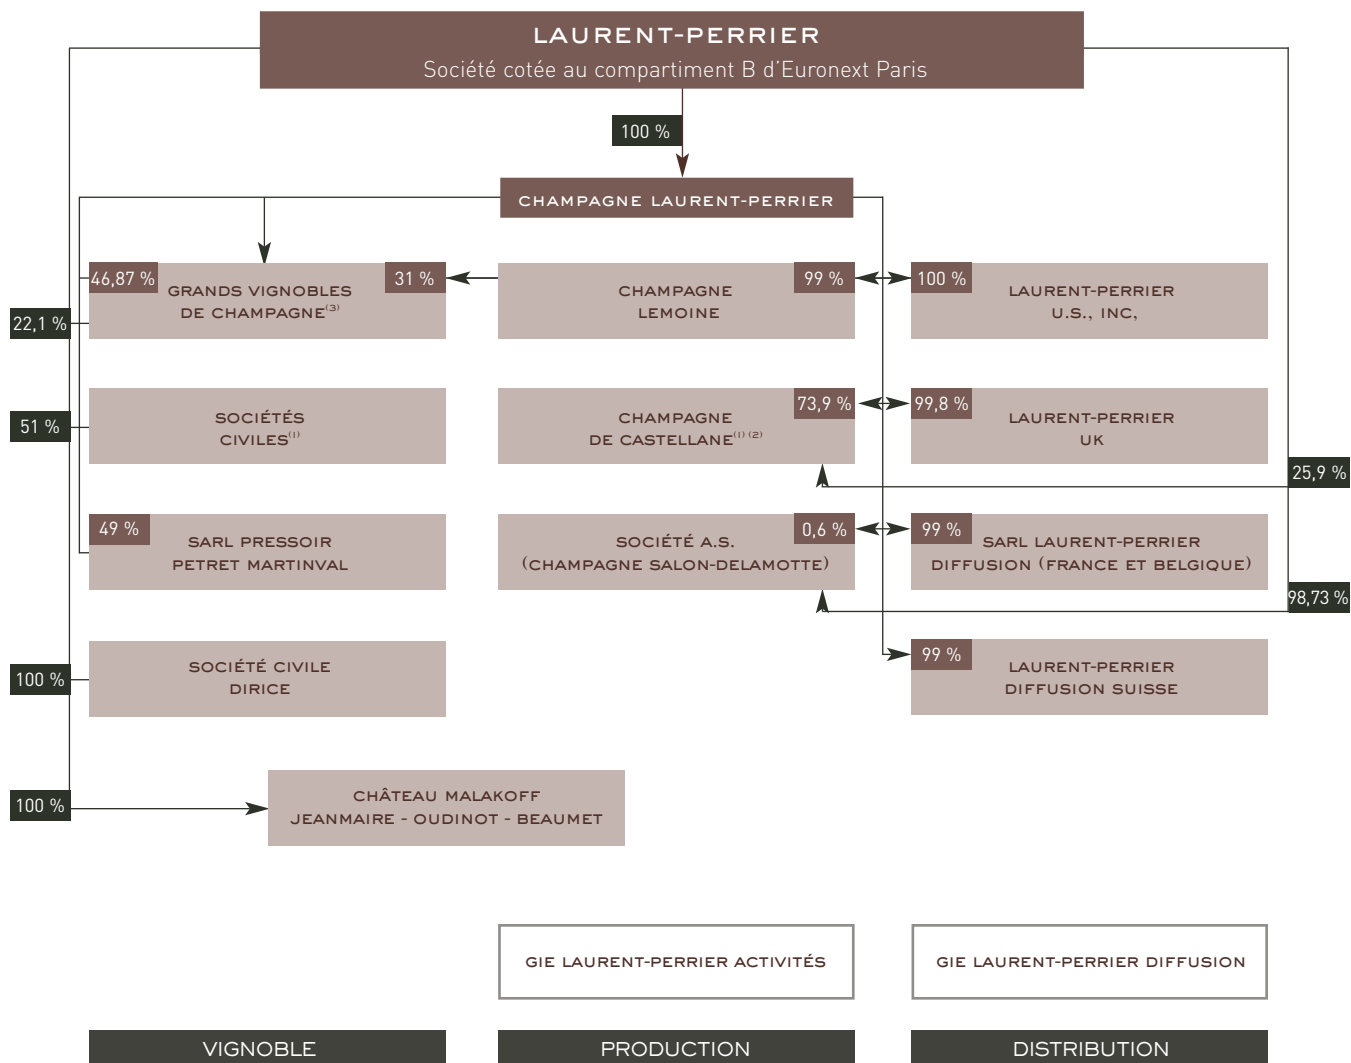 LAURENT-PERRIER
Société cotée au compartiment B d'Euronext Paris
100 %
CHAMPAGNE LAURENT-PERRIER
46,87 %
31 %
GRANDS VIGNOBLES
DE CHAMPAGNE(3)
99 %
CHAMPAGNE
LEMOINE
100 %
LAURENT-PERRIER
U.S., INC,
22,1 %
51 %
SOCIÉTÉS
CIVILES(1)
73,9 %
CHAMPAGNE
DE CASTELLANE(1) (2)
99,8 %
LAURENT-PERRIER
UK
25,9 %
49 %
SARL PRESSOIR
PETRET MARTINVAL
0,6 %
SOCIÉTÉ A.S.
(CHAMPAGNE SALON-DELAMOTTE)
99 %
SARL LAURENT-PERRIER
DIFFUSION (FRANCE ET BELGIQUE)
98,73 %
100 %
SOCIÉTÉ CIVILE
DIRICE
99 %
LAURENT-PERRIER
DIFFUSION SUISSE
100 %
CHÂTEAU MALAKOFF
JEANMAIRE - OUDINOT - BEAUMET
GIE LAURENT-PERRIER ACTIVITÉS
GIE LAURENT-PERRIER DIFFUSION
VIGNOBLE
PRODUCTION
DISTRIBUTION